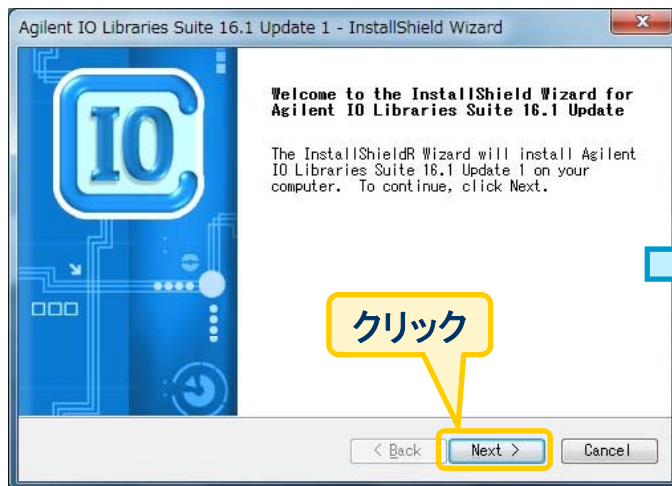 Agilent IO Libraries Suite 16.1 Update 1 - InstallShield Wizard
IO
Welcome to the InstallShield Wizard for
Agilent IO Libraries Suite 16.1 Update
The InstallShieldR Wizard will install Agilent
IO Libraries Suite 16.1 Update 1 on your
computer. To continue, click Next.
クリック
< Back
Next >
Cancel